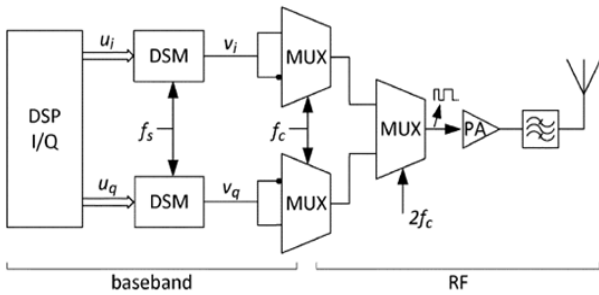 u_i
DSM
v_i
MUX
DSP
I/Q
f_s
f_c
MUX
PA
u_q
DSM
v_q
MUX
2f_c
baseband
RF